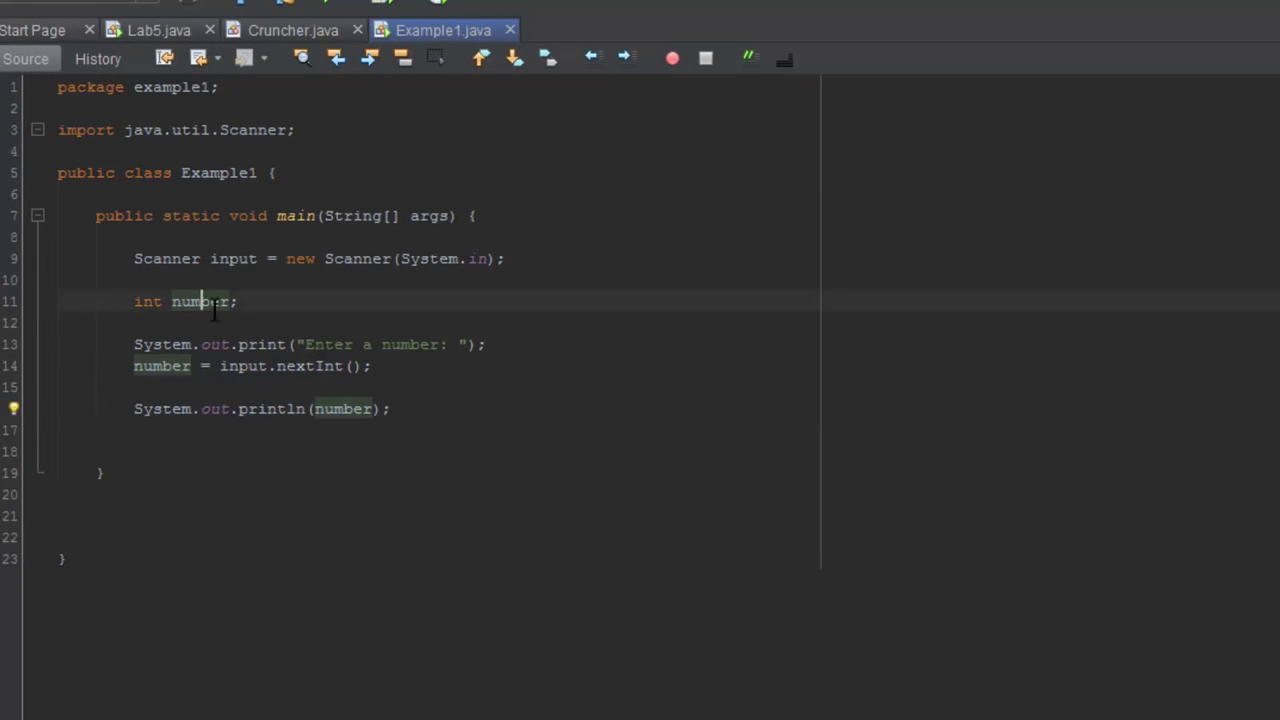 Start Page Lab5.java Cruncher.java Example1.java
Source History
1 package example1;
2
3 import java.util.Scanner;
4
5 public class Example1 {
6
7 public static void main(String[] args) {
8
9 Scanner input = new Scanner(System.in);
10
11 int number;
12
13 System.out.print("Enter a number: ");
14 number = input.nextInt();
15
System.out.println(number);
17
18
19 }
20
21
22
23 }